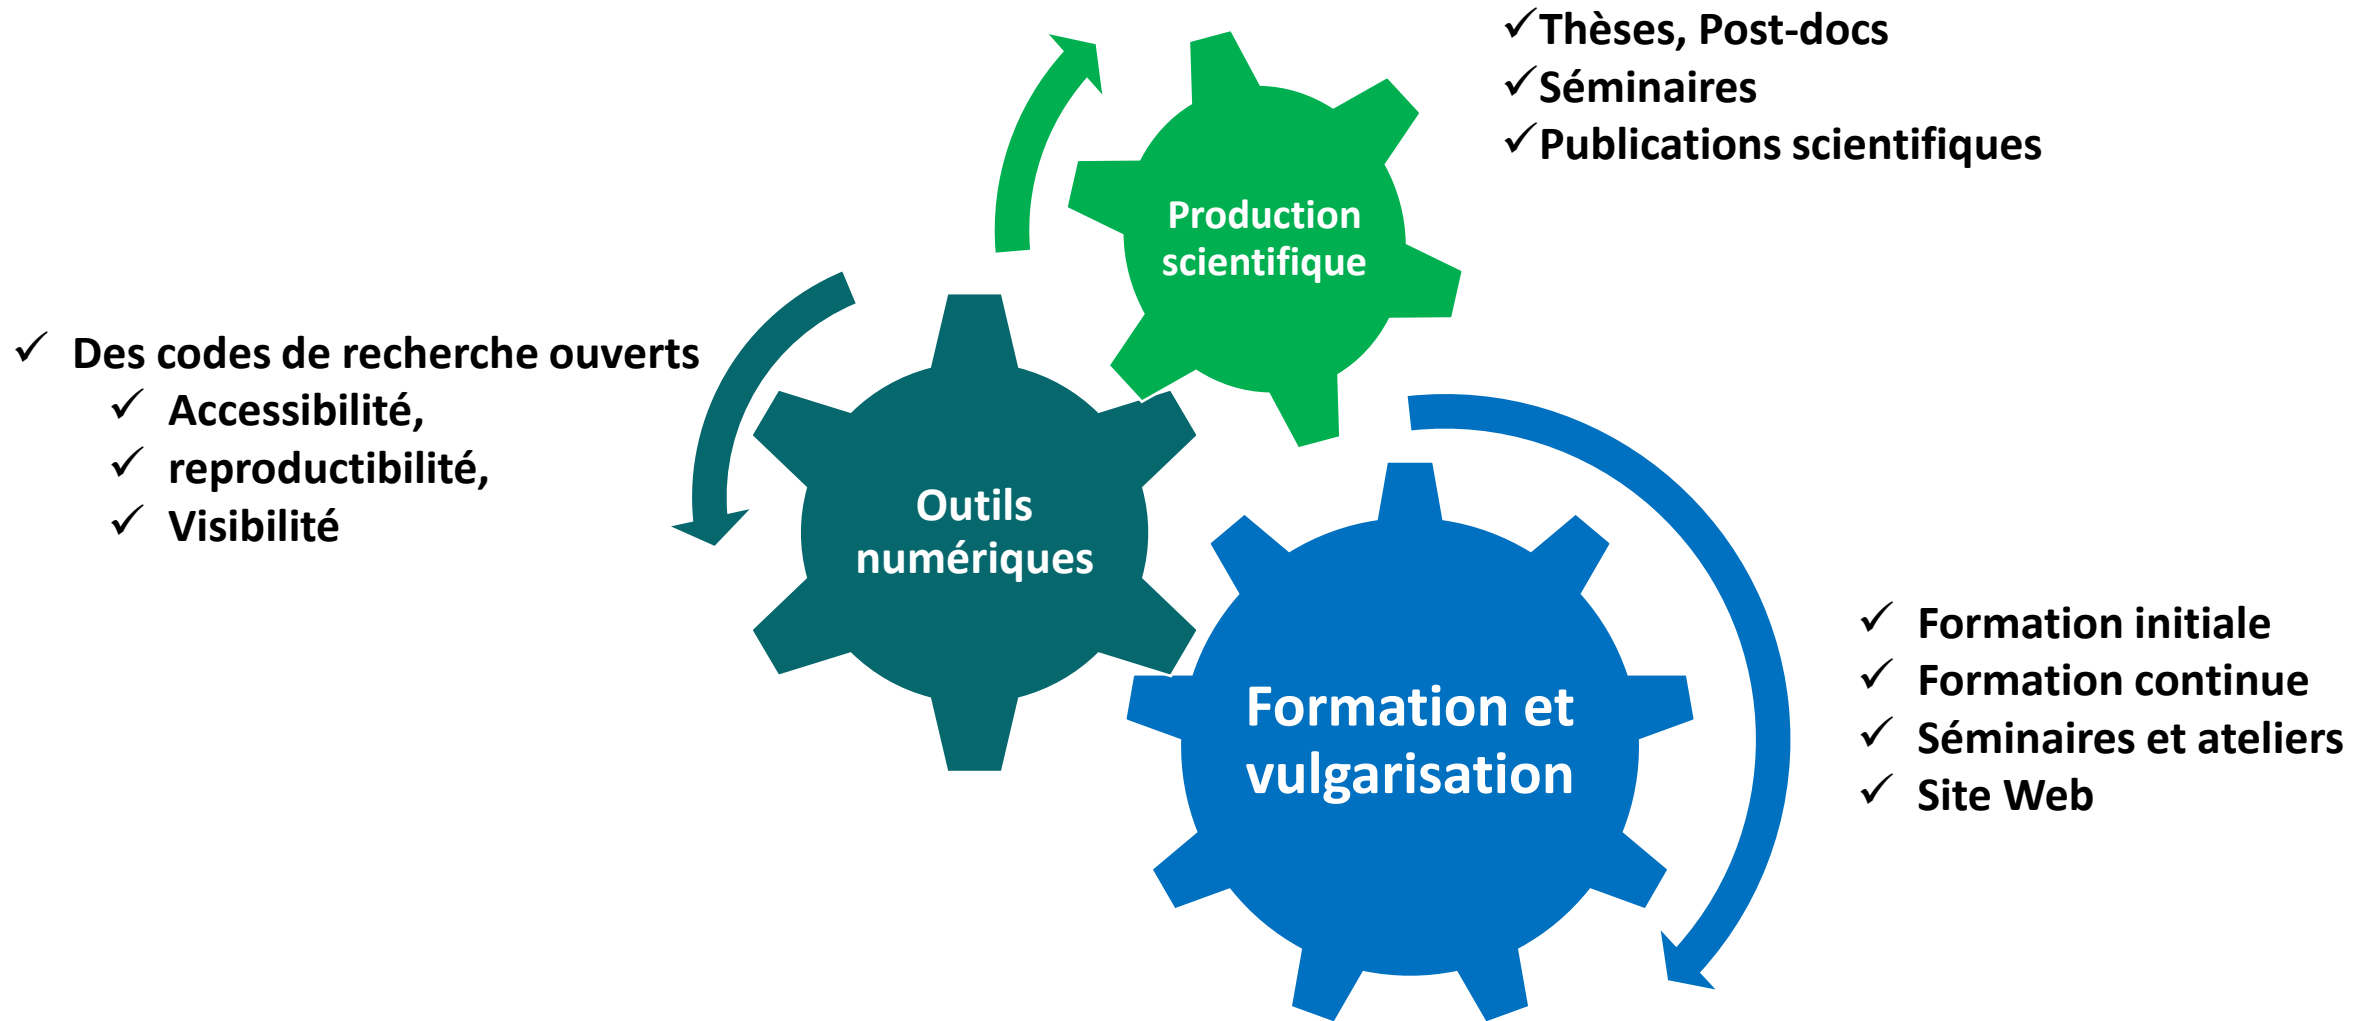 ✓Thèses, Post-docs
✓Séminaires
✓Publications scientifiques
Production
scientifique
✓ Des codes de recherche ouverts
✓ Accessibilité,
✓ reproductibilité,
✓ Visibilité
Outils
numériques
Formation et
vulgarisation
✓ Formation initiale
✓ Formation continue
✓ Séminaires et ateliers
✓ Site Web